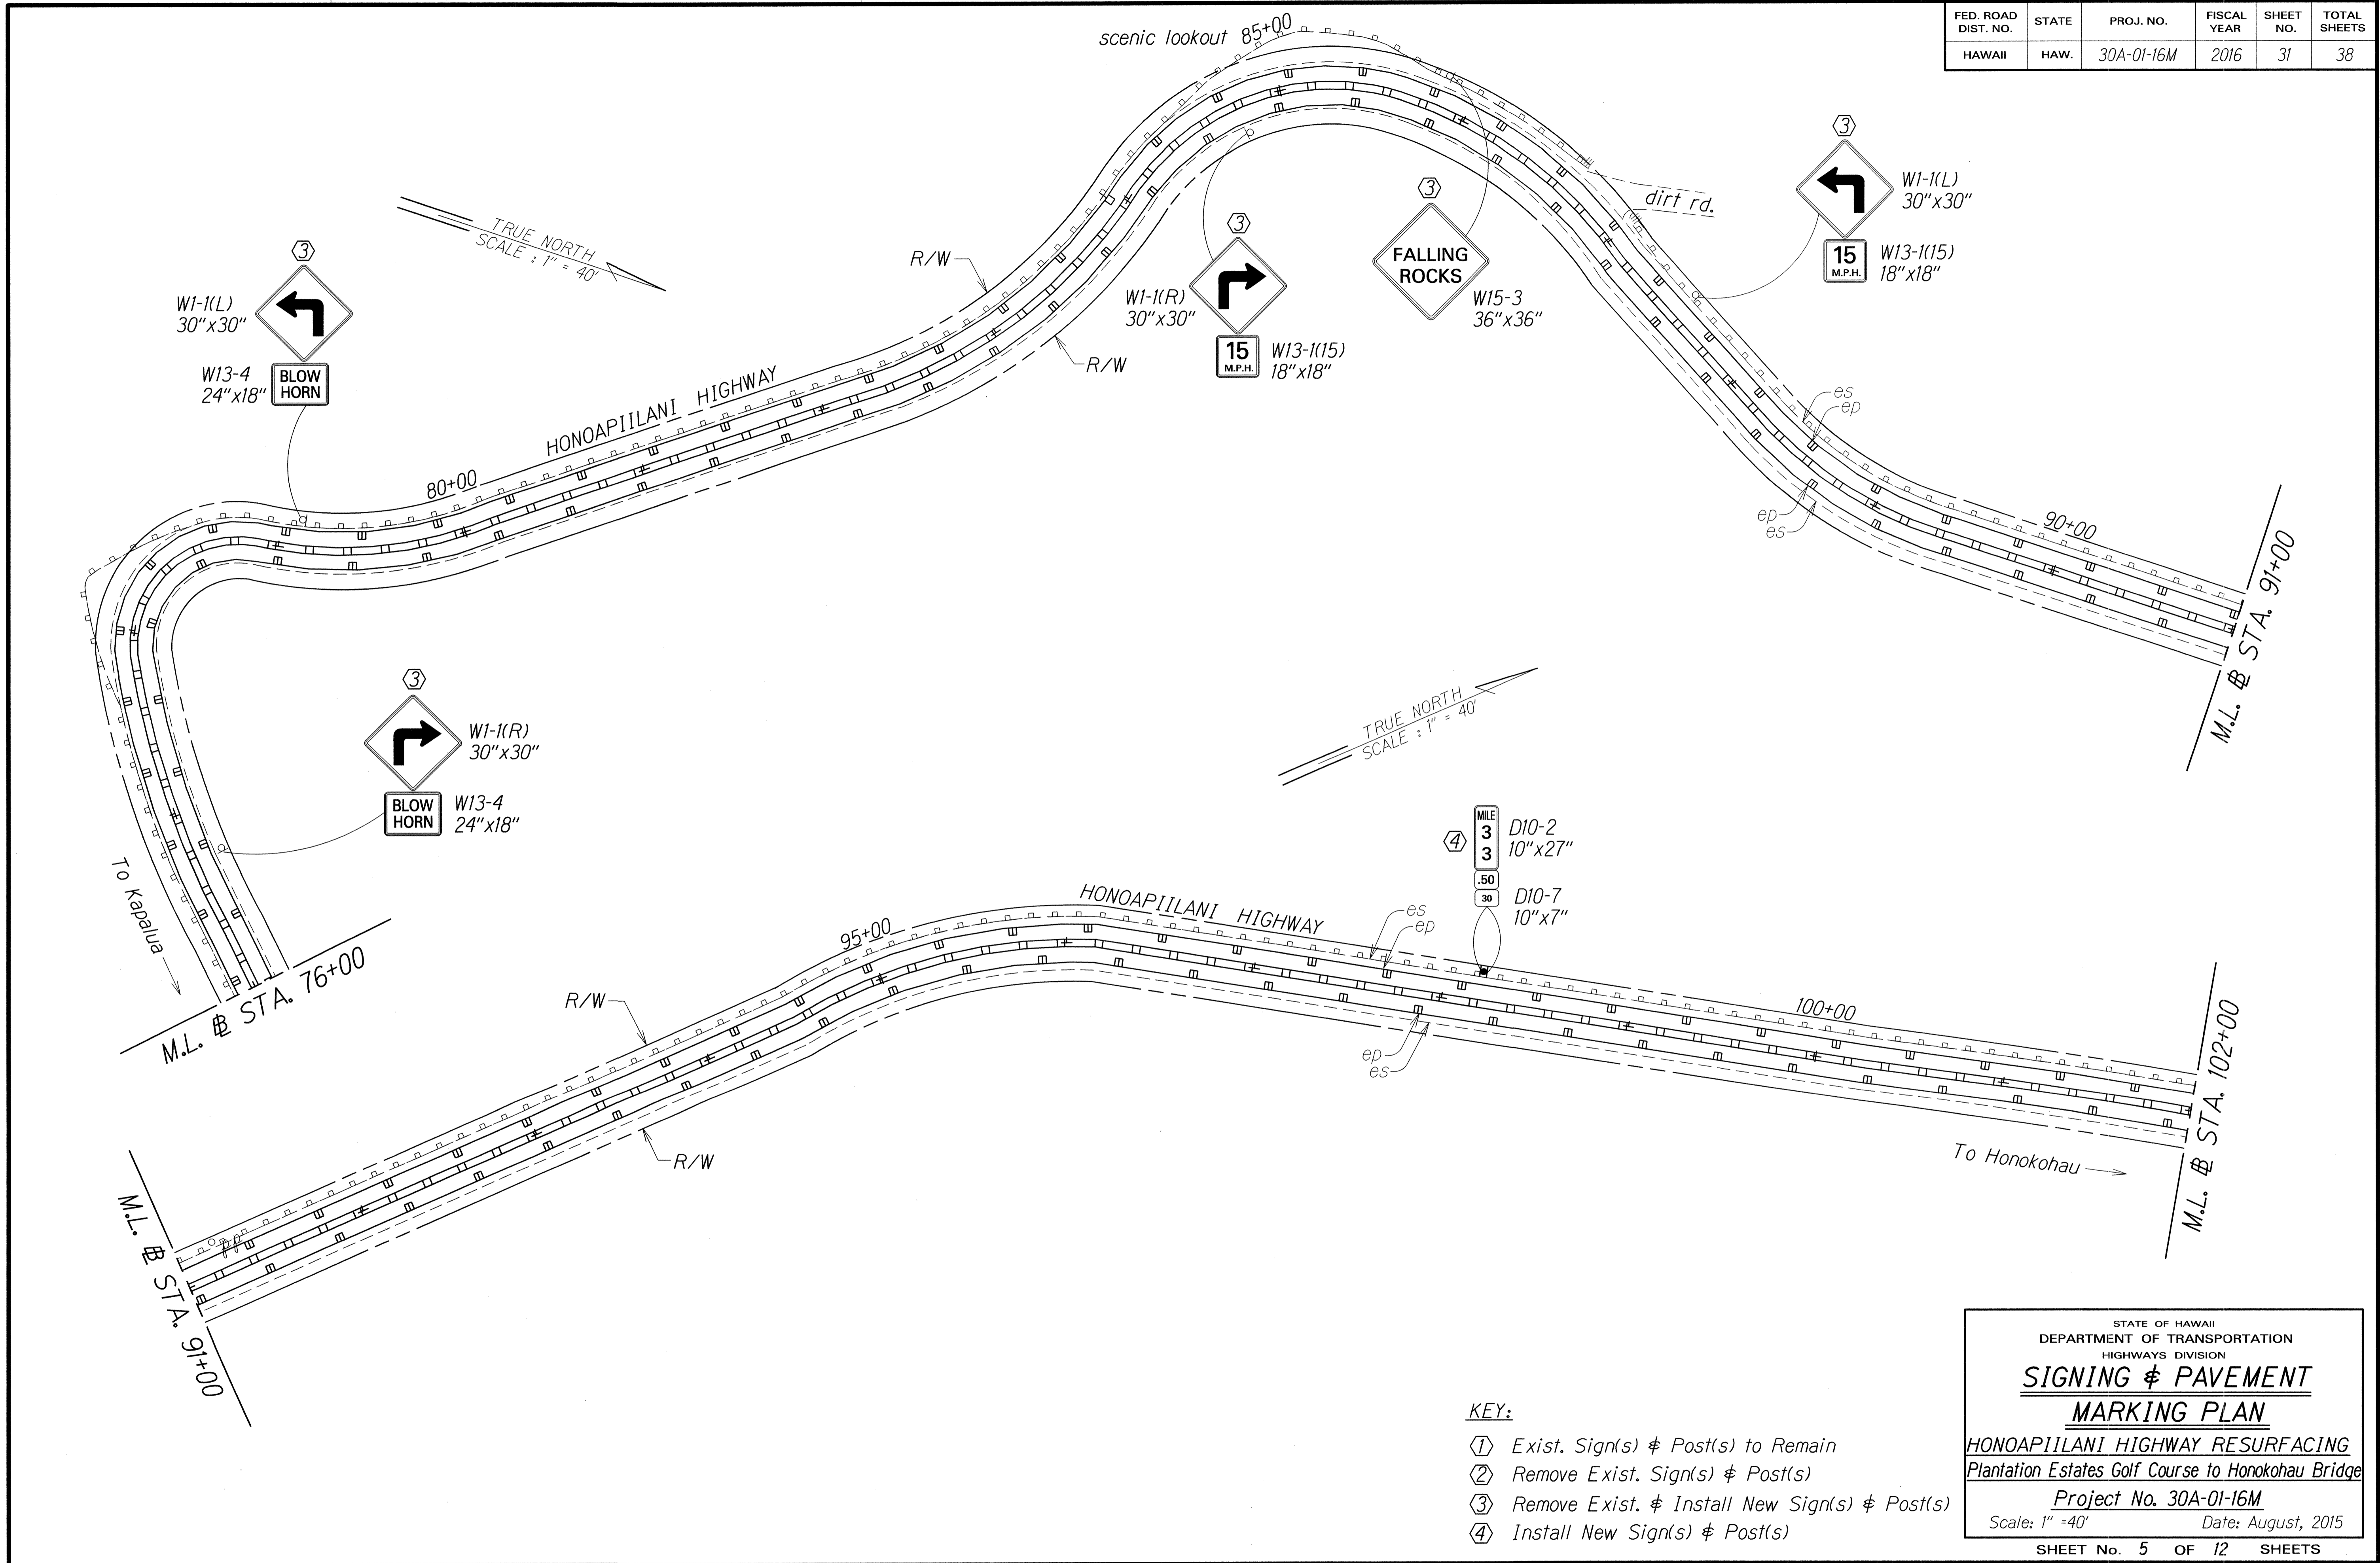 FED. ROAD DIST. NO. STATE PROJ. NO. FISCAL YEAR SHEET NO. TOTAL SHEETS
HAWAII HAW. 30A-01-16M 2016 31 38
scenic lookout 85+00
TRUE NORTH
SCALE : 1" = 40'
3
W1-1(L)
30"x30"
W13-4
24"x18"
BLOW
HORN
80+00
HONOAPIILANI HIGHWAY
R/W
R/W
3
W1-1(R)
30"x30"
15
M.P.H.
W13-1(15)
18"x18"
3
FALLING
ROCKS
W15-3
36"x36"
dirt rd.
3
W1-1(L)
30"x30"
15
M.P.H.
W13-1(15)
18"x18"
es
ep
ep
es
90+00
M.L. BL STA. 91+00
3
W1-1(R)
30"x30"
BLOW
HORN
W13-4
24"x18"
To Kapalua
M.L. BL STA. 76+00
TRUE NORTH
SCALE : 1" = 40'
4
MILE
3
3
D10-2
10"x27"
.50
30
D10-7
10"x7"
HONOAPIILANI HIGHWAY
95+00
es
ep
R/W
R/W
ep
es
100+00
To Honokohau
M.L. BL STA. 102+00
pp
M.L. BL STA. 91+00
KEY:
1 Exist. Sign(s) & Post(s) to Remain
2 Remove Exist. Sign(s) & Post(s)
3 Remove Exist. & Install New Sign(s) & Post(s)
4 Install New Sign(s) & Post(s)
STATE OF HAWAII
DEPARTMENT OF TRANSPORTATION
HIGHWAYS DIVISION
SIGNING & PAVEMENT
MARKING PLAN
HONOAPIILANI HIGHWAY RESURFACING
Plantation Estates Golf Course to Honokohau Bridge
Project No. 30A-01-16M
Scale: 1" =40' Date: August, 2015
SHEET No. 5 OF 12 SHEETS